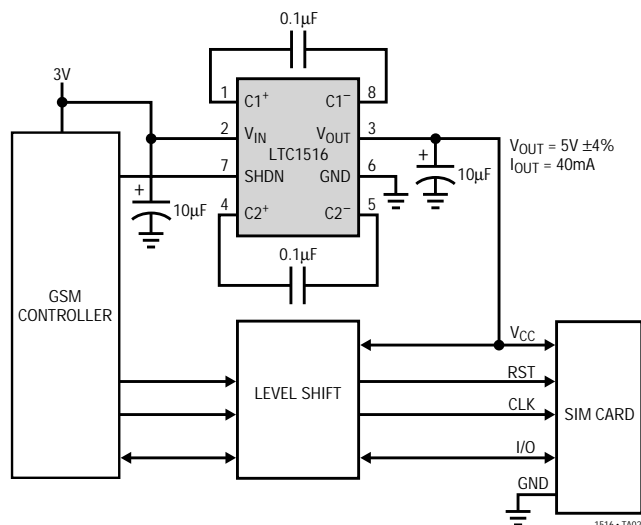 0.1µF
3V
1 C1+ C1− 8
2 VIN VOUT 3
LTC1516
7 SHDN GND 6
4 C2+ C2− 5
VOUT = 5V ±4%
IOUT = 40mA
+
10µF
+
10µF
0.1µF
GSM
CONTROLLER
LEVEL SHIFT
VCC
RST
CLK
I/O
GND
SIM CARD
1516 • TA02